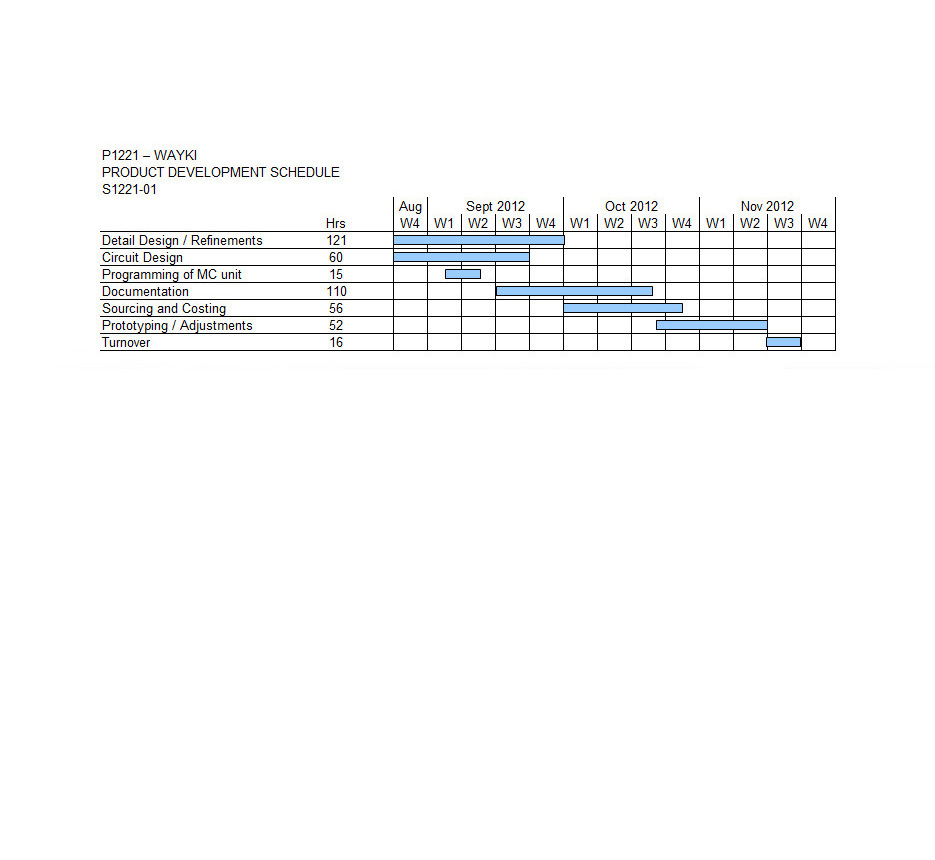 P1221 – WAYKI
PRODUCT DEVELOPMENT SCHEDULE
S1221-01
Aug Sept 2012 Oct 2012 Nov 2012
Hrs W4 W1 W2 W3 W4 W1 W2 W3 W4 W1 W2 W3 W4
Detail Design / Refinements 121
Circuit Design 60
Programming of MC unit 15
Documentation 110
Sourcing and Costing 56
Prototyping / Adjustments 52
Turnover 16